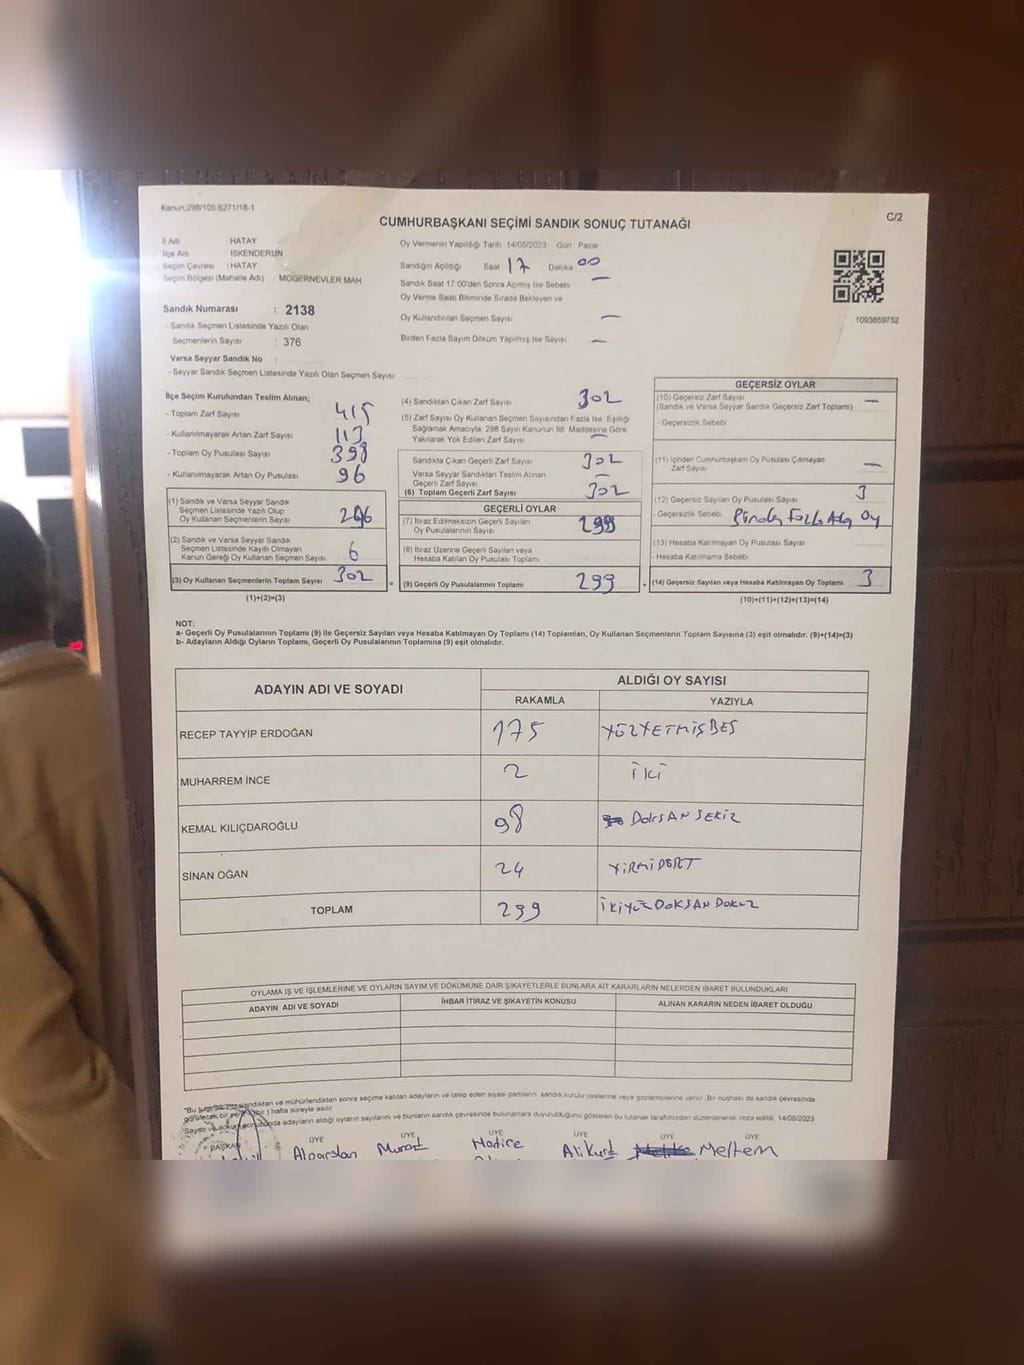 Kanun 298/105 6271/18-1
C/2
CUMHURBAŞKANI SEÇİMİ SANDIK SONUÇ TUTANAĞI
İl Adı : HATAY
İlçe Adı : İSKENDERUN
Seçim Çevresi : HATAY
Seçim Bölgesi (Mahalle Adı) : MODERNEVLER MAH
Sandık Numarası : 2138
- Sandık Seçmen Listesinde Yazılı Olan
Seçmenlerin Sayısı : 376
Varsa Seyyar Sandık No :
- Seyyar Sandık Seçmen Listesinde Yazılı Olan Seçmen Sayısı
Oy Vermenin Yapıldığı Tarih 14/05/2023 Gün Pazar
Sandığın Açıldığı Saat 17 Dakika 00
Sandık Saat 17:00'den Sonra Açılmış İse Sebebi —
Oy Verme Saati Bitiminde Sırada Bekleyen ve
Oy Kullandırılan Seçmen Sayısı —
Birden Fazla Sayım Döküm Yapılmış İse Sayısı —
1093859752
İlçe Seçim Kurulundan Teslim Alınan;
- Toplam Zarf Sayısı 415
- Kullanılmayarak Artan Zarf Sayısı 113
- Toplam Oy Pusulası Sayısı 398
- Kullanılmayarak Artan Oy Pusulası 96
(1) Sandık ve Varsa Seyyar Sandık
Seçmen Listesinde Yazılı Olup
Oy Kullanan Seçmenlerin Sayısı 296
(2) Sandık ve Varsa Seyyar Sandık
Seçmen Listesinde Kayıtlı Olmayan
Kanun Gereği Oy Kullanan Seçmen Sayısı 6
(3) Oy Kullanan Seçmenlerin Toplam Sayısı 302
(1)+(2)=(3)
(4) Sandıktan Çıkan Zarf Sayısı 302
(5) Zarf Sayısı Oy Kullanan Seçmen Sayısından Fazla İse, Eşitliği
Sağlamak Amacıyla, 298 Sayılı Kanunun 98. Maddesine Göre
Yakılarak Yok Edilen Zarf Sayısı —
Sandıkta Çıkan Geçerli Zarf Sayısı 302
Varsa Seyyar Sandıktan Teslim Alınan
Geçerli Zarf Sayısı —
(6) Toplam Geçerli Zarf Sayısı 302
GEÇERLİ OYLAR
(7) İtiraz Edilmeksizin Geçerli Sayılan
Oy Pusulalarının Sayısı 299
(8) İtiraz Üzerine Geçerli Sayılan veya
Hesaba Katılan Oy Pusulası Toplamı
= (9) Geçerli Oy Pusulalarının Toplamı 299
GEÇERSİZ OYLAR
(10) Geçersiz Zarf Sayısı —
(Sandık ve Varsa Seyyar Sandık Geçersiz Zarf Toplamı)
- Geçersizlik Sebebi
(11) İçinden Cumhurbaşkanı Oy Pusulası Çıkmayan
Zarf Sayısı —
(12) Geçersiz Sayılan Oy Pusulası Sayısı 3
- Geçersizlik Sebebi Birden Fazla Aday Oy
(13) Hesaba Katılmayan Oy Pusulası Sayısı
- Hesaba Katılmama Sebebi
+ (14) Geçersiz Sayılan veya Hesaba Katılmayan Oy Toplamı : 3
(10)+(11)+(12)+(13)=(14)
NOT:
a- Geçerli Oy Pusulalarının Toplamı (9) ile Geçersiz Sayılan veya Hesaba Katılmayan Oy Toplamı (14) Toplamları, Oy Kullanan Seçmenlerin Toplam Sayısına (3) eşit olmalıdır. (9)+(14)=(3)
b- Adayların Aldığı Oyların Toplamı, Geçerli Oy Pusulalarının Toplamına (9) eşit olmalıdır.
ADAYIN ADI VE SOYADI ALDIĞI OY SAYISI
RAKAMLA YAZIYLA
RECEP TAYYİP ERDOĞAN 175 YÜZYETMİŞBEŞ
MUHARREM İNCE 2 İki
KEMAL KILIÇDAROĞLU 98 DOKSAN SEKİZ
SİNAN OĞAN 24 YİRMİDÖRT
TOPLAM 299 İKİYÜZDOKSAN DOKUZ
OYLAMA İŞ VE İŞLEMLERİNE VE OYLARIN SAYIM VE DÖKÜMÜNE DAİR ŞİKAYETLERLE BUNLARA AİT KARARLARIN NELERDEN İBARET BULUNDUKLARI
ADAYIN ADI VE SOYADI İHBAR İTİRAZ VE ŞİKAYETİN KONUSU ALINAN KARARIN NEDEN İBARET OLDUĞU
mühürlendikten sonra seçime katılan adayların ve talep eden siyasi partilerin sandık kurulu üyelerine veya gözlemcilerine verilir. Bir nüshası da sandık çevresinde
hafta süreyle asılır
adayların aldığı oyların sayılarını ve bunların sandık çevresinde bulunanlara duyurulduğunu gösteren bu tutanak tarafımızdan düzenlenerek imza edildi. 14/05/2023
BAŞKAN ÜYE ÜYE ÜYE ÜYE ÜYE ÜYE
Alparslan Murat Hatice Ali Kurt Meltem